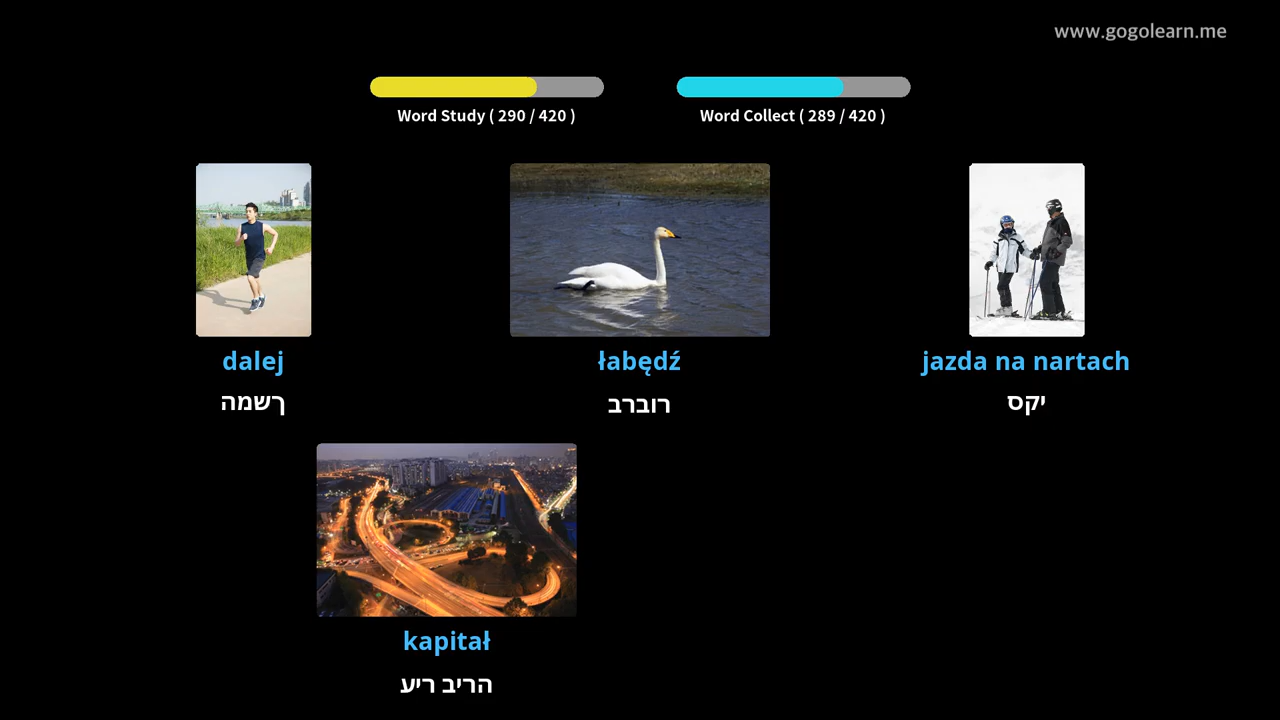 www.gogolearn.me
Word Study ( 290 / 420 )
Word Collect ( 289 / 420 )
dalej
ךשמה
łabędź
רוברב
jazda na nartach
יקס
kapitał
הריב ריע